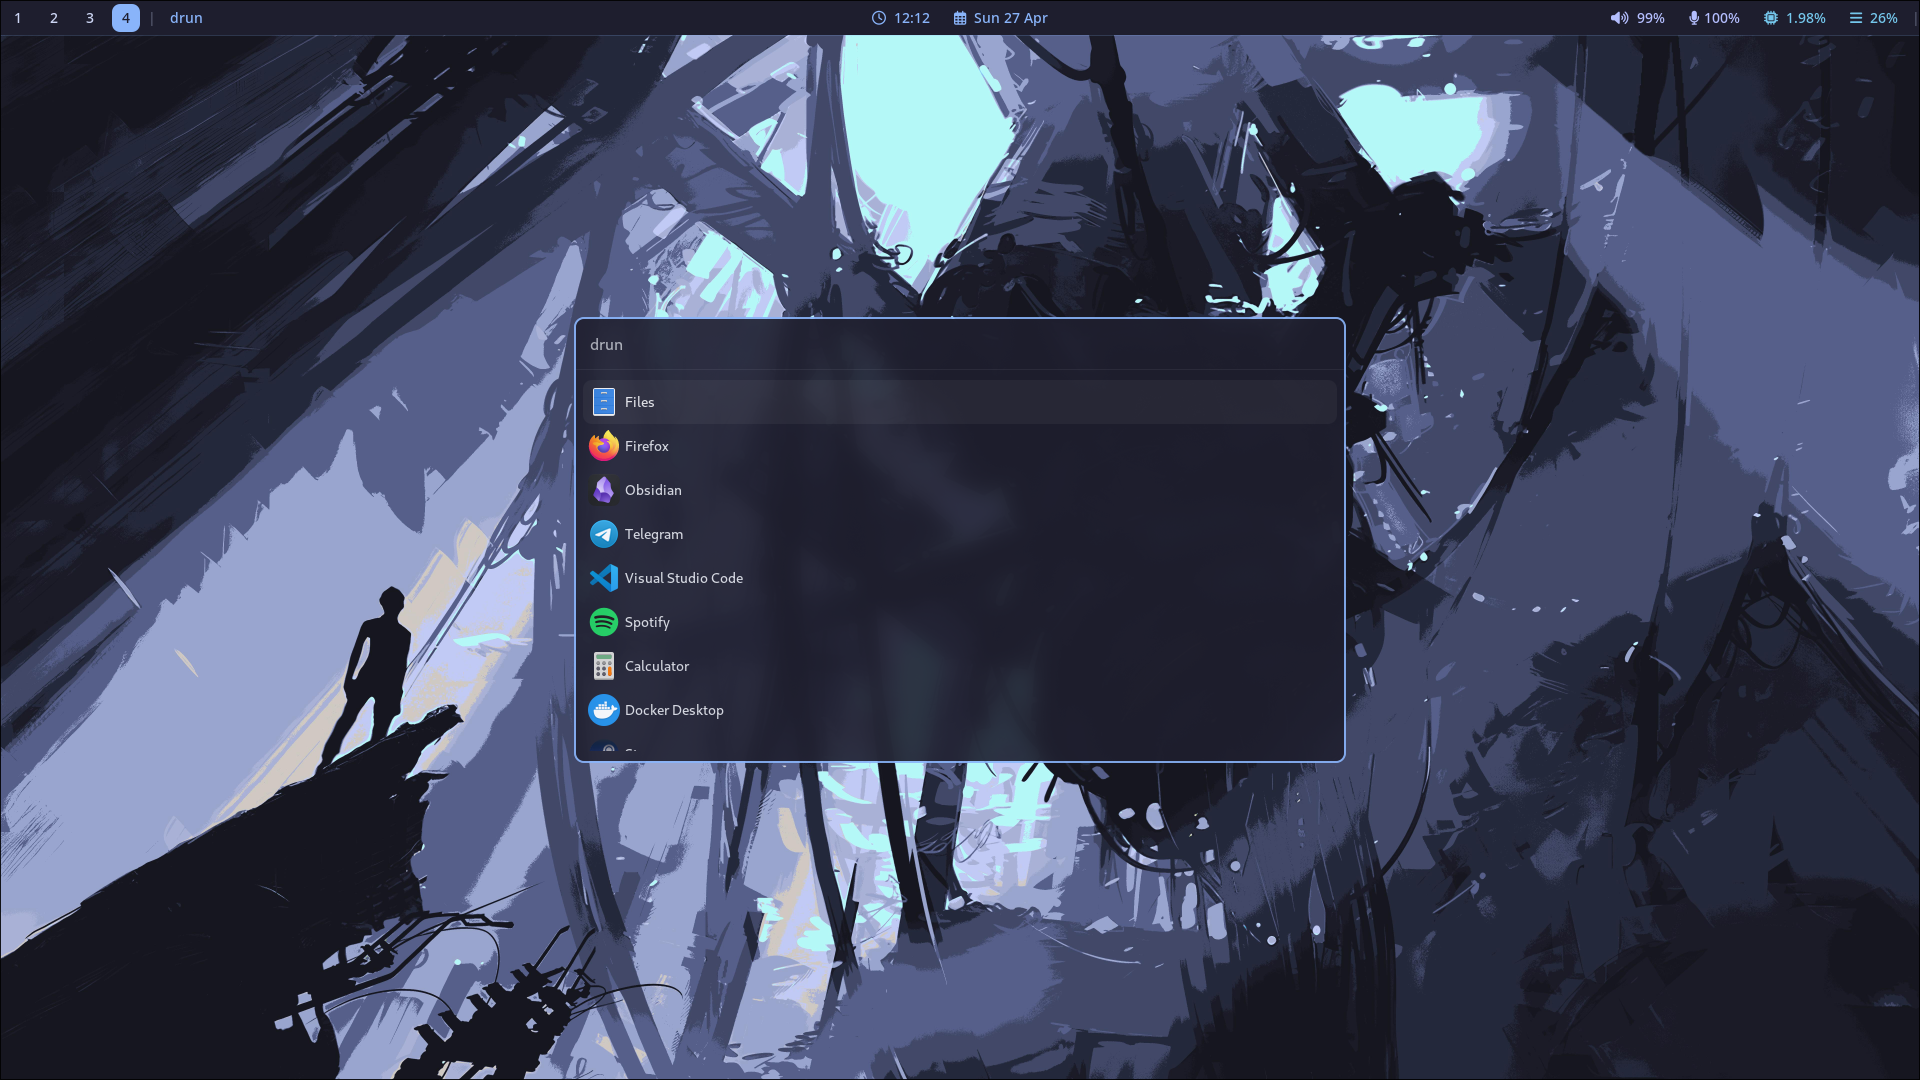 1 2 3 4 | drun 12:12 Sun 27 Apr 99% 100% 1.98% 26% |
drun
Files
Firefox
Obsidian
Telegram
Visual Studio Code
Spotify
Calculator
Docker Desktop